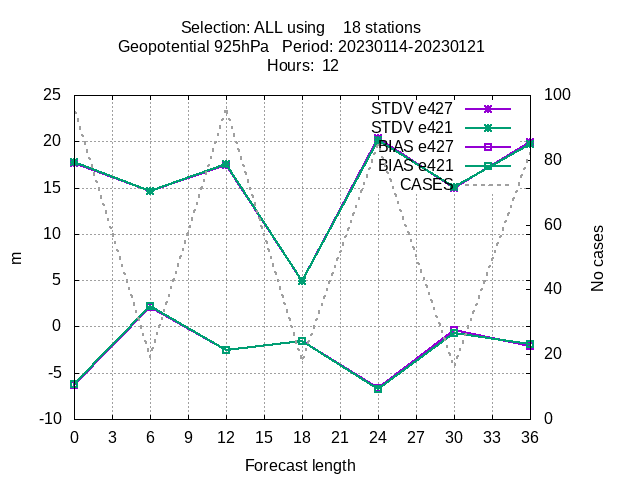 Selection: ALL using    18 stations
Geopotential 925hPa   Period: 20230114-20230121
Hours:  12
25
20
15
10
5
0
-5
-10
m
100
80
60
40
20
0
No cases
STDV e427
STDV e421
BIAS e427
BIAS e421
CASES
0 3 6 9 12 15 18 21 24 27 30 33 36
Forecast length